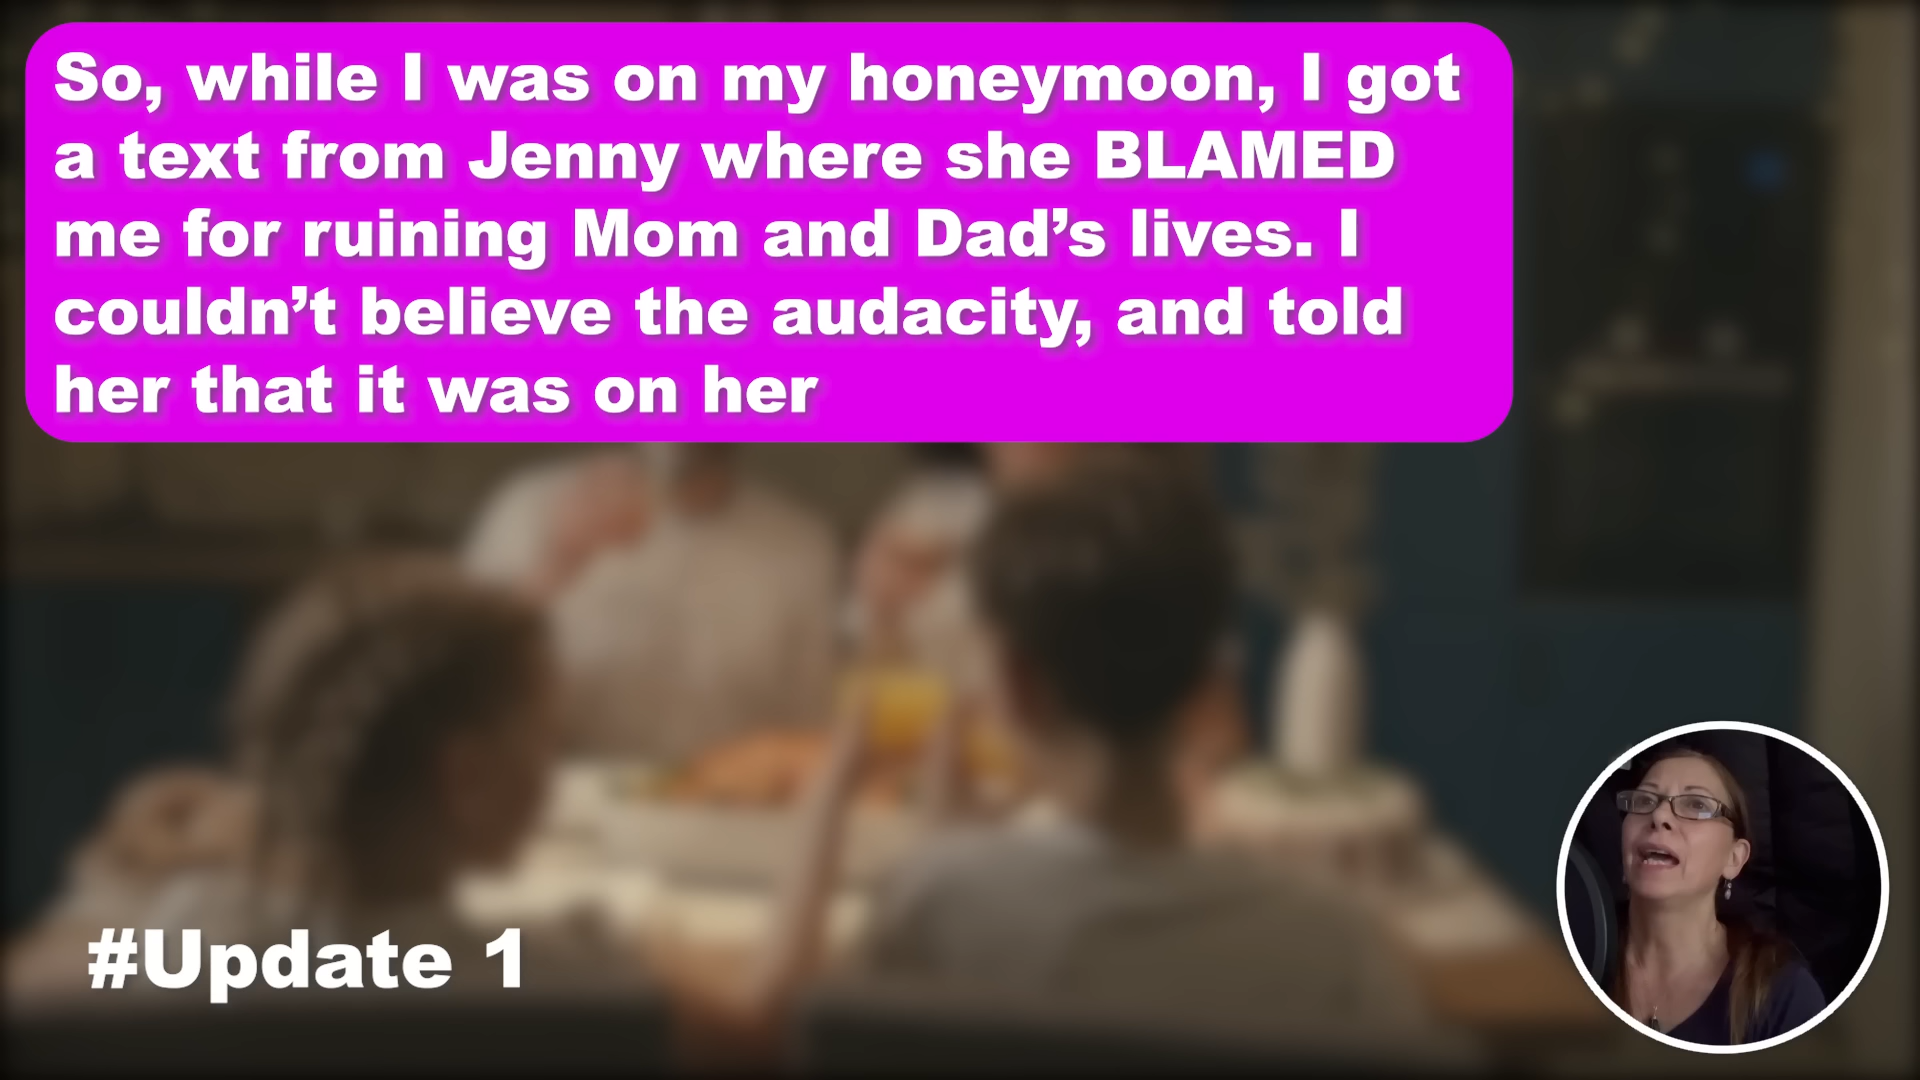 So, while I was on my honeymoon, I got
a text from Jenny where she BLAMED
me for ruining Mom and Dad’s lives. I
couldn’t believe the audacity, and told
her that it was on her
#Update 1